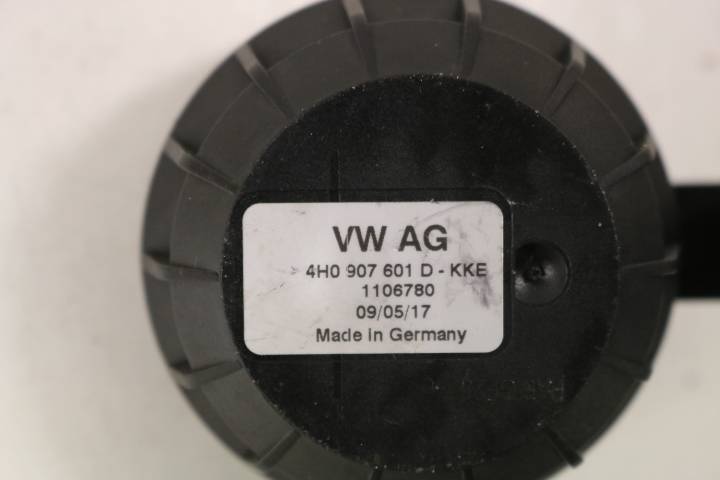 VW AG
4H0 907 601 D - KKE
1106780
09/05/17
Made in Germany